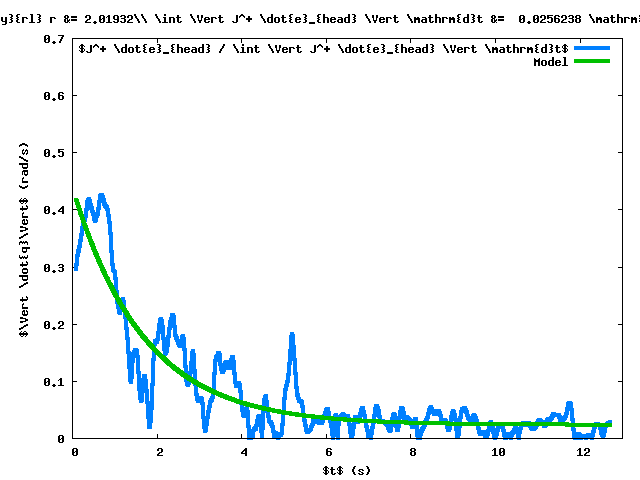 y}{rl} r &= 2.01932\\ \int \Vert J^+ \dot{e}_{head} \Vert \mathrm{d}t &= 0.0256238 \mathrm
$J^+ \dot{e}_{head} / \int \Vert J^+ \dot{e}_{head} \Vert \mathrm{d}t$
Model
0.7
0.6
0.5
0.4
0.3
0.2
0.1
0
$\Vert \dot{q}\Vert$ (rad/s)
0 2 4 6 8 10 12
$t$ (s)